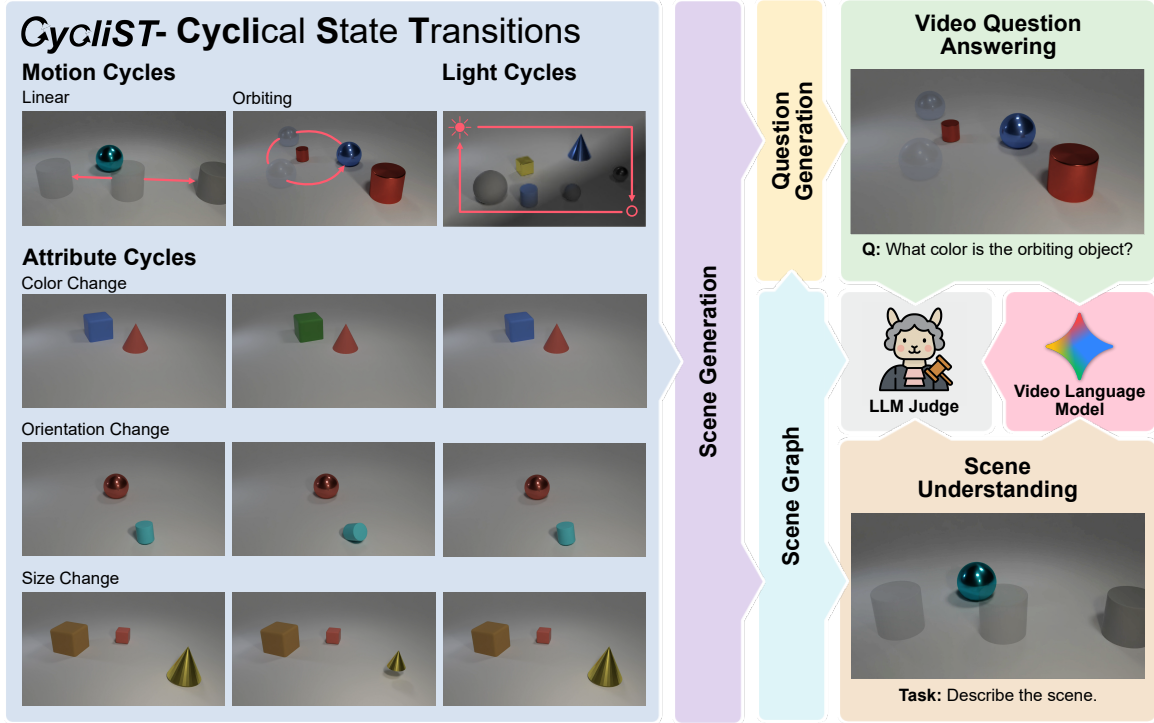 CycliST- Cyclical State Transitions
Motion Cycles
Light Cycles
Linear
Orbiting
Attribute Cycles
Color Change
Orientation Change
Size Change
Scene Generation
Question
Generation
Scene Graph
Video Question
Answering
Q: What color is the orbiting object?
LLM Judge
Video Language
Model
Scene
Understanding
Task: Describe the scene.